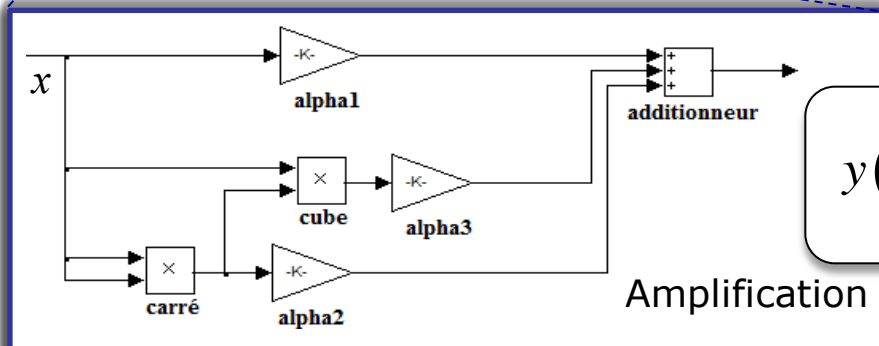 x
-K-
alpha1
+
+
+
additionneur
×
cube
-K-
alpha3
y(
×
carré
-K-
alpha2
Amplification